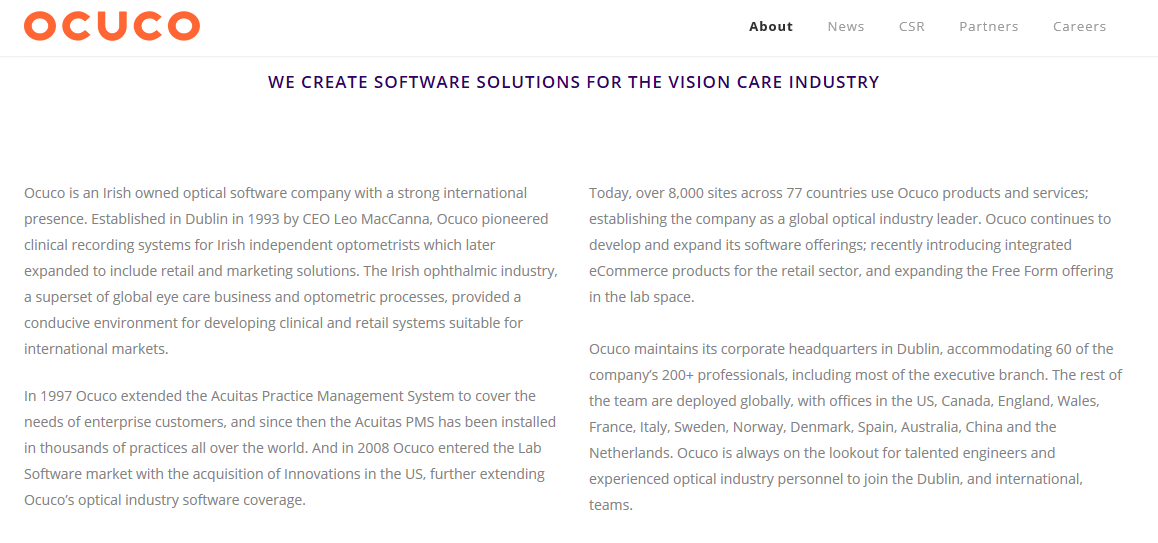 OCUCO
About News CSR Partners Careers
WE CREATE SOFTWARE SOLUTIONS FOR THE VISION CARE INDUSTRY
Ocuco is an Irish owned optical software company with a strong international
presence. Established in Dublin in 1993 by CEO Leo MacCanna, Ocuco pioneered
clinical recording systems for Irish independent optometrists which later
expanded to include retail and marketing solutions. The Irish ophthalmic industry,
a superset of global eye care business and optometric processes, provided a
conducive environment for developing clinical and retail systems suitable for
international markets.
In 1997 Ocuco extended the Acuitas Practice Management System to cover the
needs of enterprise customers, and since then the Acuitas PMS has been installed
in thousands of practices all over the world. And in 2008 Ocuco entered the Lab
Software market with the acquisition of Innovations in the US, further extending
Ocuco’s optical industry software coverage.
Today, over 8,000 sites across 77 countries use Ocuco products and services;
establishing the company as a global optical industry leader. Ocuco continues to
develop and expand its software offerings; recently introducing integrated
eCommerce products for the retail sector, and expanding the Free Form offering
in the lab space.
Ocuco maintains its corporate headquarters in Dublin, accommodating 60 of the
company’s 200+ professionals, including most of the executive branch. The rest of
the team are deployed globally, with offices in the US, Canada, England, Wales,
France, Italy, Sweden, Norway, Denmark, Spain, Australia, China and the
Netherlands. Ocuco is always on the lookout for talented engineers and
experienced optical industry personnel to join the Dublin, and international,
teams.